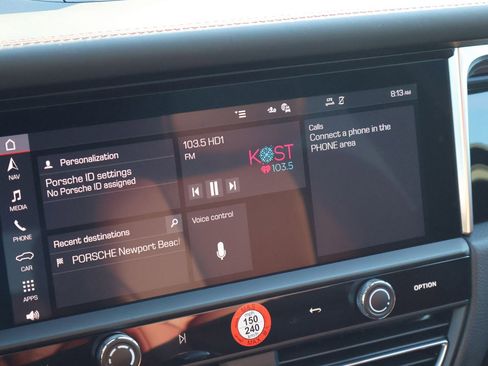 8:13 AM
LTE
Personalization
Porsche ID settings
No Porsche ID assigned
103.5 HD1
FM
KOST
103.5
Calls
Connect a phone in the
PHONE area
NAV
MEDIA
PHONE
CAR
APPS
Recent destinations
PORSCHE Newport Beach
Voice control
150
240
MAX
OPTION